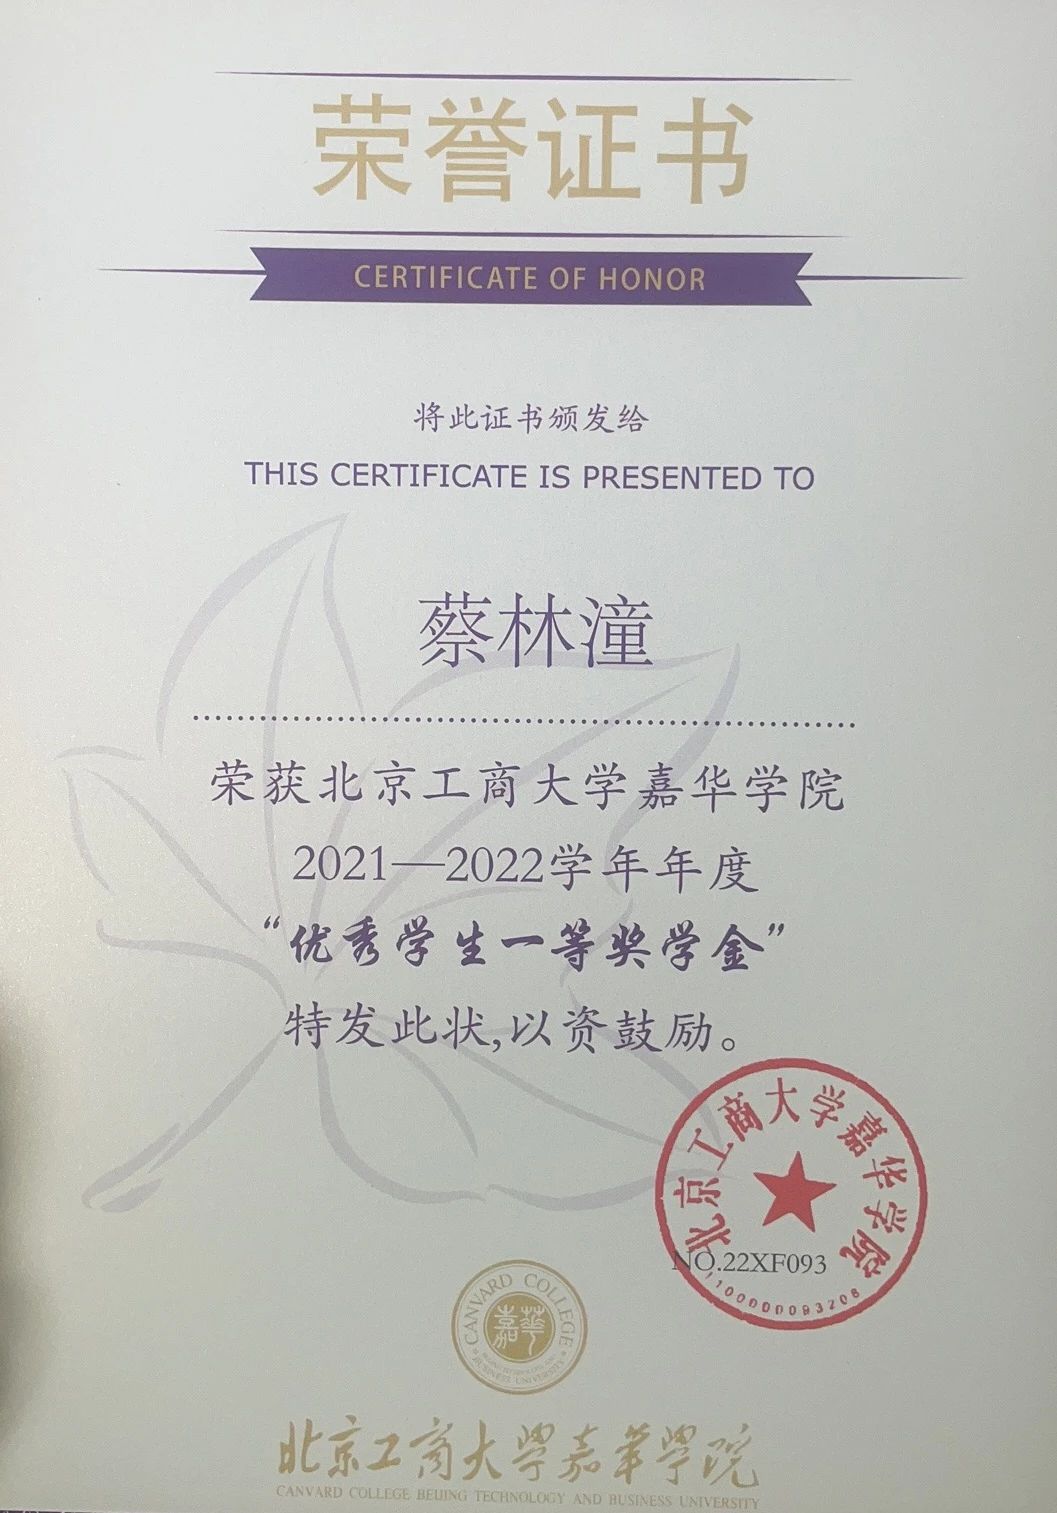 荣誉证书
CERTIFICATE OF HONOR
将此证书颁发给
THIS CERTIFICATE IS PRESENTED TO
蔡林潼
荣获北京工商大学嘉华学院
2021—2022学年年度
“优秀学生一等奖学金”
特发此状,以资鼓励。
北京工商大学嘉华学院
NO.22XF093
1100000093208
CANVARD COLLEGE
嘉華
BUSINESS UNIVERSITY
北京工商大學嘉華學院
CANVARD COLLEGE BEIJING TECHNOLOGY AND BUSINESS UNIVERSITY